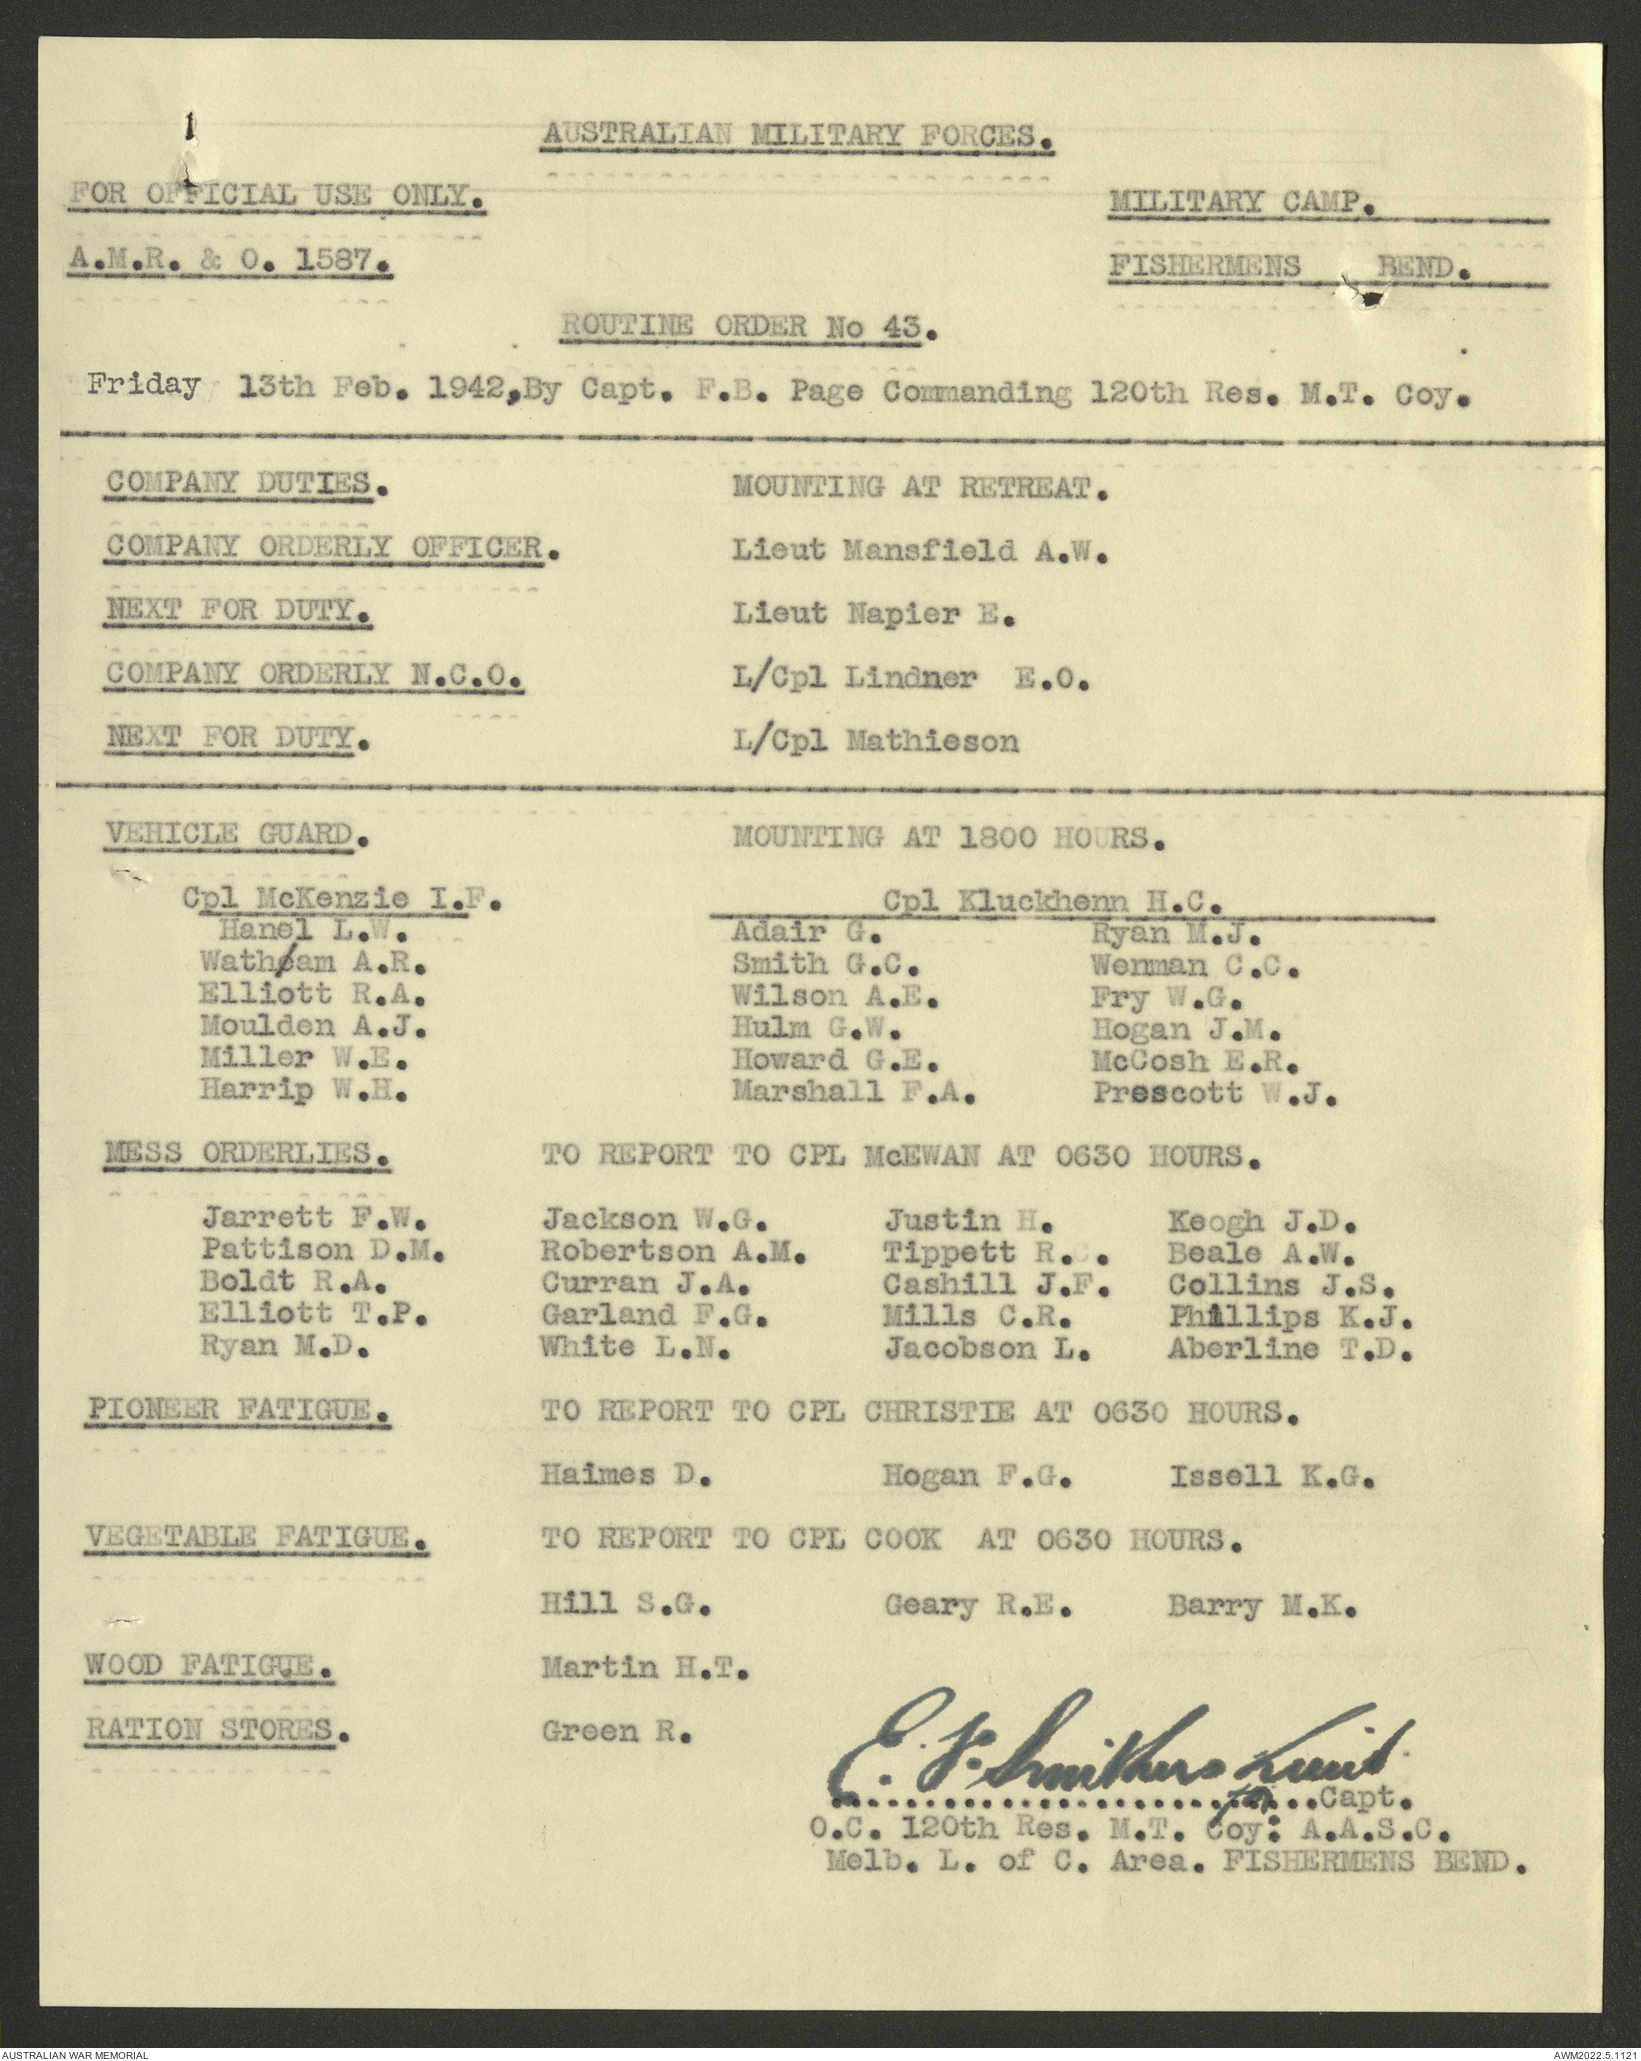 AUSTRALIAN MILITARY FORCES.
FOR OFFICIAL USE ONLY.
MILITARY CAMP.
A.M.R. & O. 1587.
FISHERMENS BEND.
ROUTINE ORDER No 43.
Friday 13th Feb. 1942,By Capt. F.B. Page Commanding 120th Res. M.T. Coy.
COMPANY DUTIES. MOUNTING AT RETREAT.
COMPANY ORDERLY OFFICER. Lieut Mansfield A.W.
NEXT FOR DUTY. Lieut Napier E.
COMPANY ORDERLY N.C.O. L/Cpl Lindner E.O.
NEXT FOR DUTY. L/Cpl Mathieson
VEHICLE GUARD. MOUNTING AT 1800 HOURS.
Cpl McKenzie I.F. Cpl Kluckhenn H.C.
Hanel L.W. Adair G. Ryan M.J.
A.R. Smith G.C. Wenman C.C.
Elliott R.A. Wilson A.E. Fry W.G.
Moulden A.J. Hulm G.W. Hogan J.M.
Miller W.E. Howard G.E. McCosh E.R.
Harrip W.H. Marshall F.A. Prescott W.J.
MESS ORDERLIES. TO REPORT TO CPL McEWAN AT 0630 HOURS.
Jarrett F.W. Jackson W.G. Justin H. Keogh J.D.
Pattison D.M. Robertson A.M. Tippett R. Beale A.W.
Boldt R.A. Curran J.A. Cashill J.F. Collins J.S.
Elliott T.P. Garland F.G. Mills C.R. Phillips K.J.
Ryan M.D. White L.N. Jacobson L. Aberline T.D.
PIONEER FATIGUE. TO REPORT TO CPL CHRISTIE AT 0630 HOURS.
Haimes D. Hogan F.G. Issell K.G.
VEGETABLE FATIGUE. TO REPORT TO CPL COOK AT 0630 HOURS.
Hill S.G. Geary R.E. Barry M.K.
WOOD FATIGUE. Martin H.T.
RATION STORES. Green R.
E. F. Smithers Lieut
for ....................Capt.
O.C. 120th Res. M.T. Coy: A.A.S.C.
Melb. L. of C. Area. FISHERMENS BEND.
AUSTRALIAN WAR MEMORIAL
AWM2022.5.1121